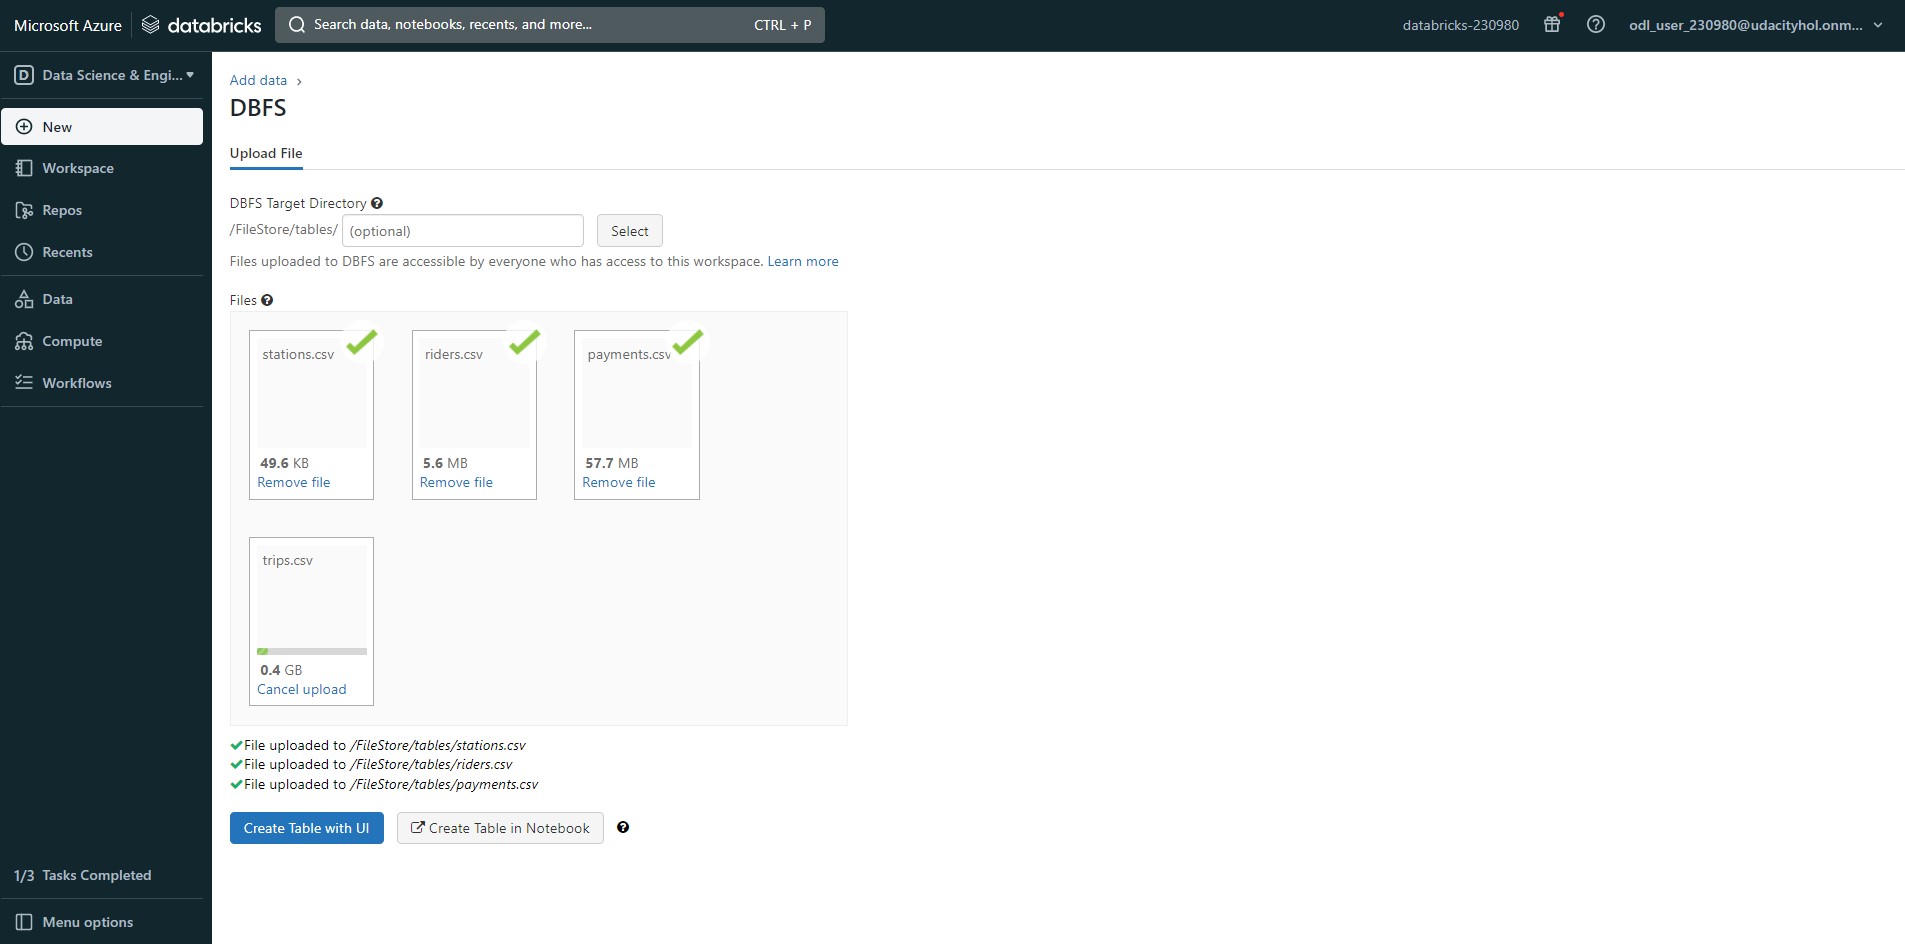 Microsoft Azure databricks Search data, notebooks, recents, and more... CTRL + P databricks-230980 odl_user_230980@udacityhol.onm...
D Data Science & Engi...
New
Workspace
Repos
Recents
Data
Compute
Workflows
1/3 Tasks Completed
Menu options
Add data ›
DBFS
Upload File
DBFS Target Directory ?
/FileStore/tables/ (optional) Select
Files uploaded to DBFS are accessible by everyone who has access to this workspace. Learn more
Files ?
stations.csv
49.6 KB
Remove file
riders.csv
5.6 MB
Remove file
payments.csv
57.7 MB
Remove file
trips.csv
0.4 GB
Cancel upload
File uploaded to /FileStore/tables/stations.csv
File uploaded to /FileStore/tables/riders.csv
File uploaded to /FileStore/tables/payments.csv
Create Table with UI Create Table in Notebook ?